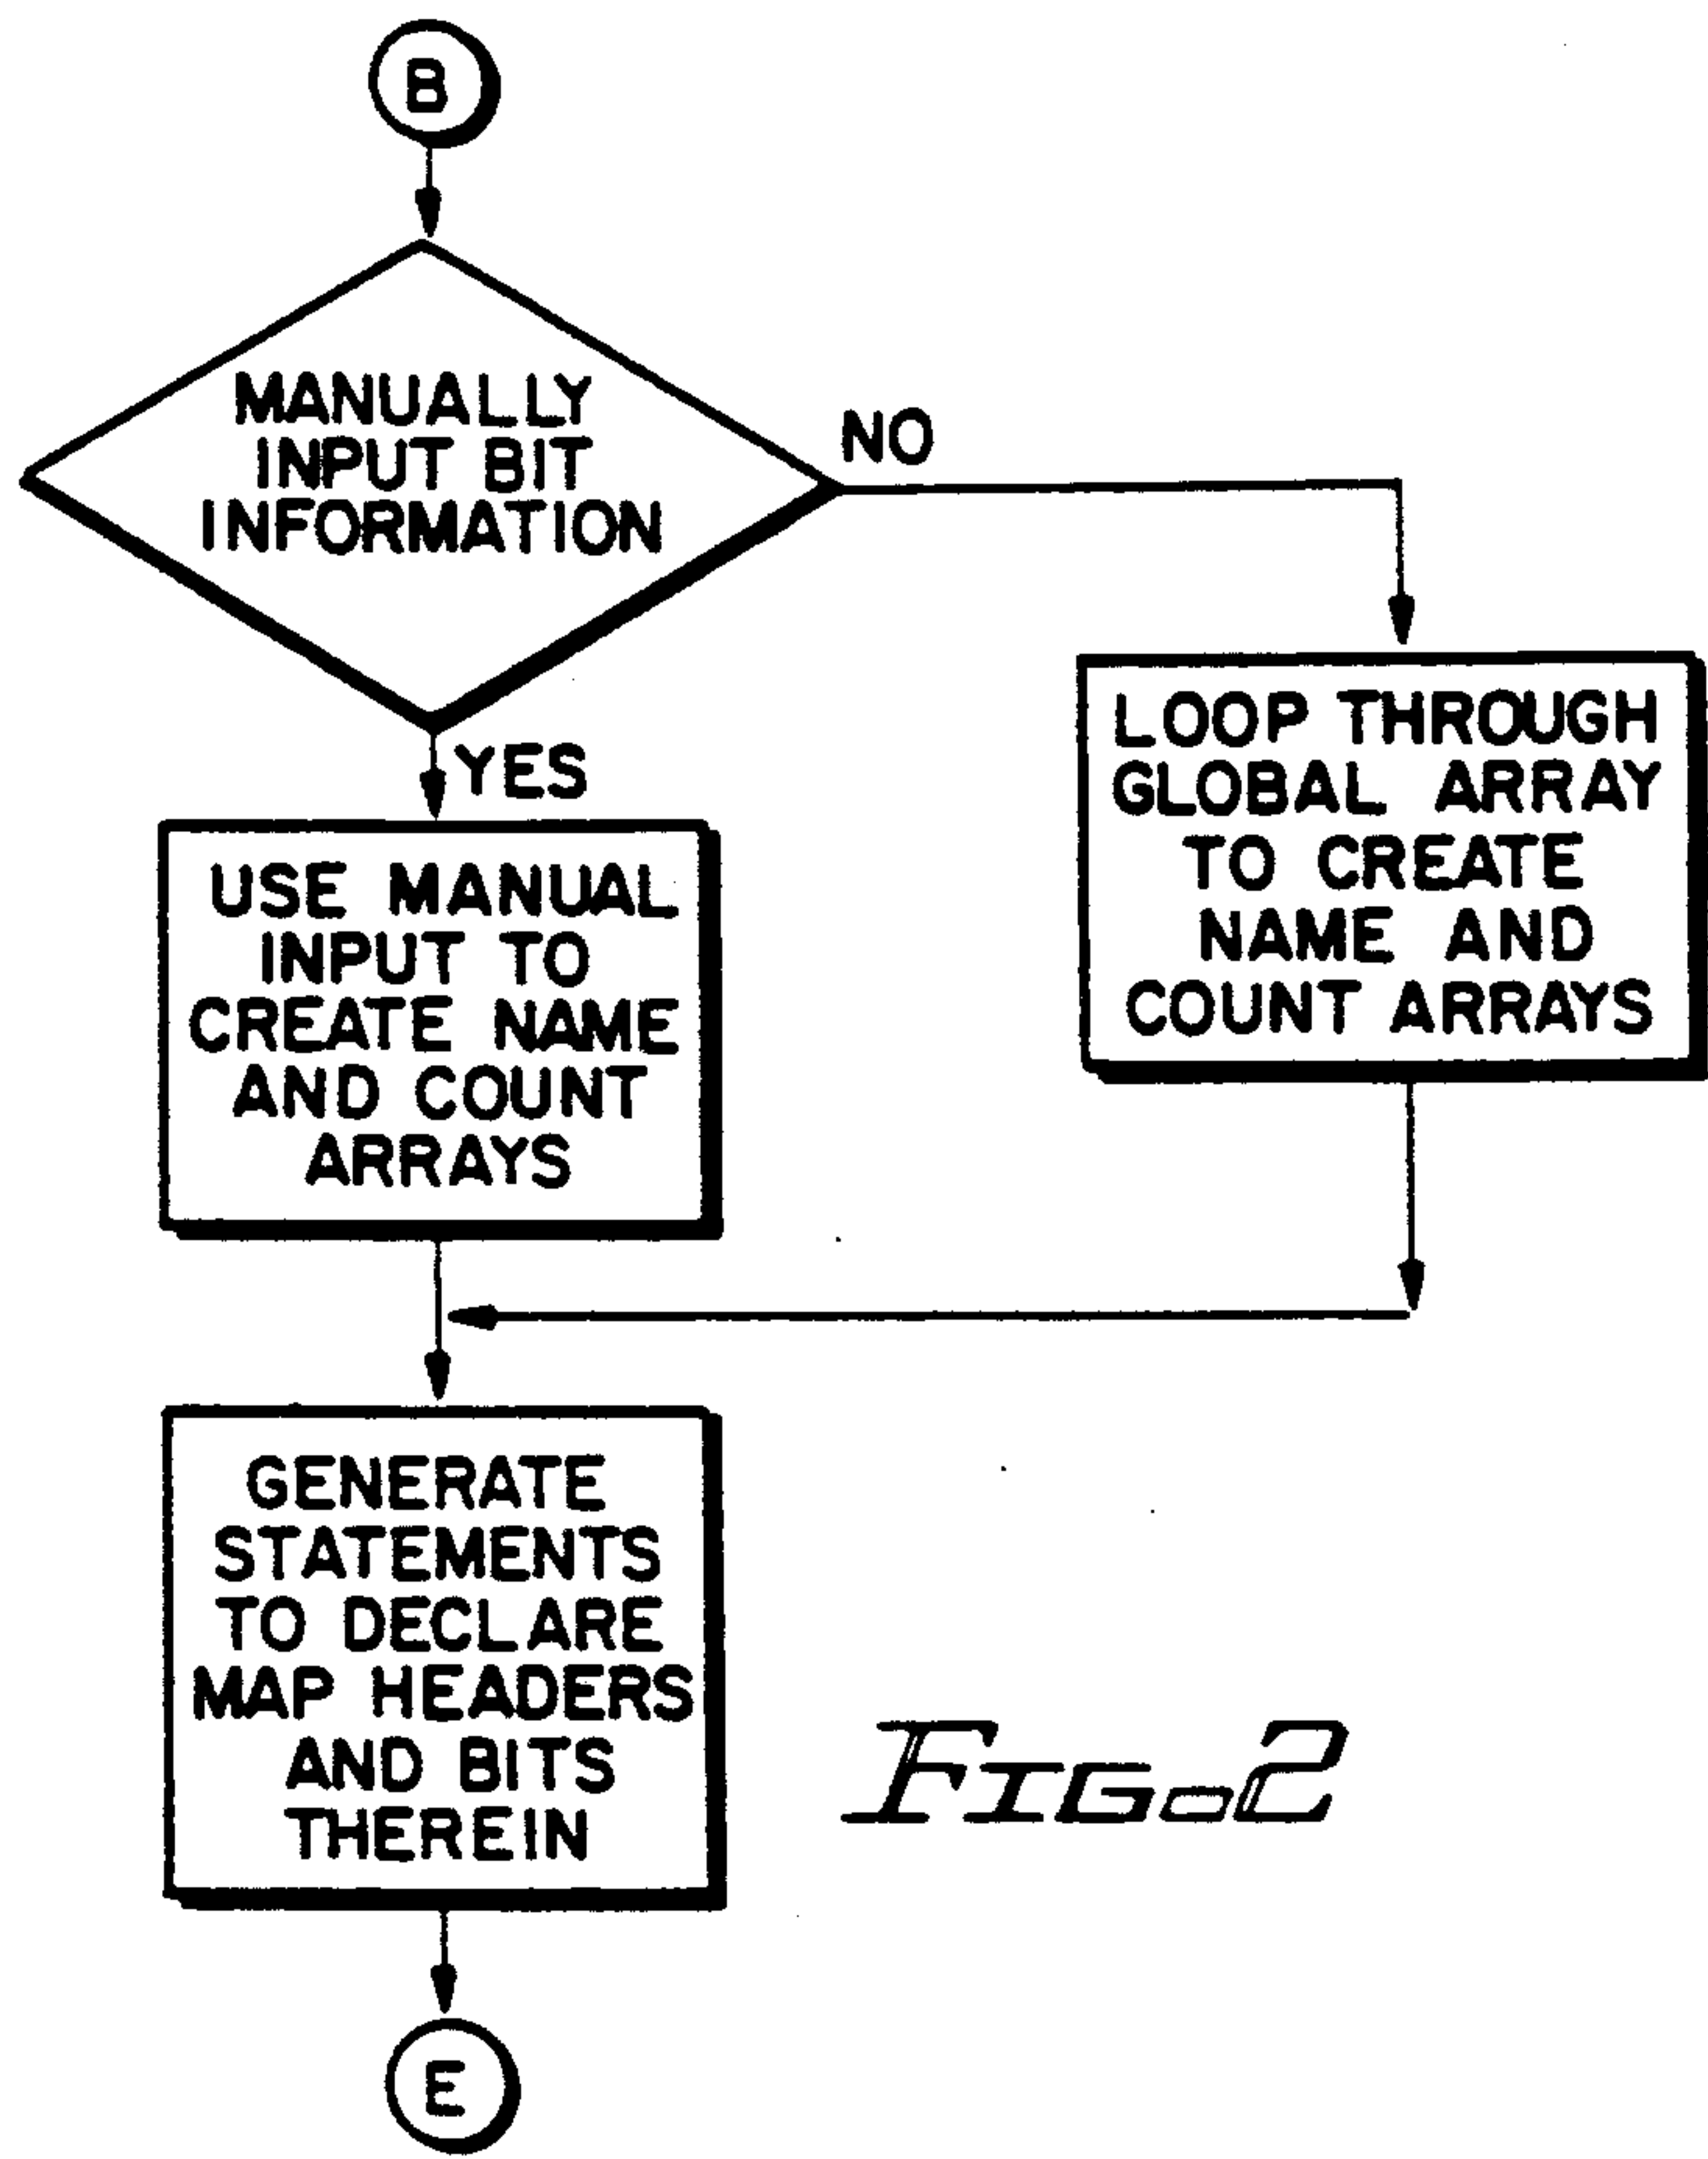 B
MANUALLY
INPUT BIT
INFORMATION
NO
YES
LOOP THROUGH
GLOBAL ARRAY
TO CREATE
NAME AND
COUNT ARRAYS
USE MANUAL
INPUT TO
CREATE NAME
AND COUNT
ARRAYS
GENERATE
STATEMENTS
TO DECLARE
MAP HEADERS
AND BITS
THEREIN
E
FIG. 2